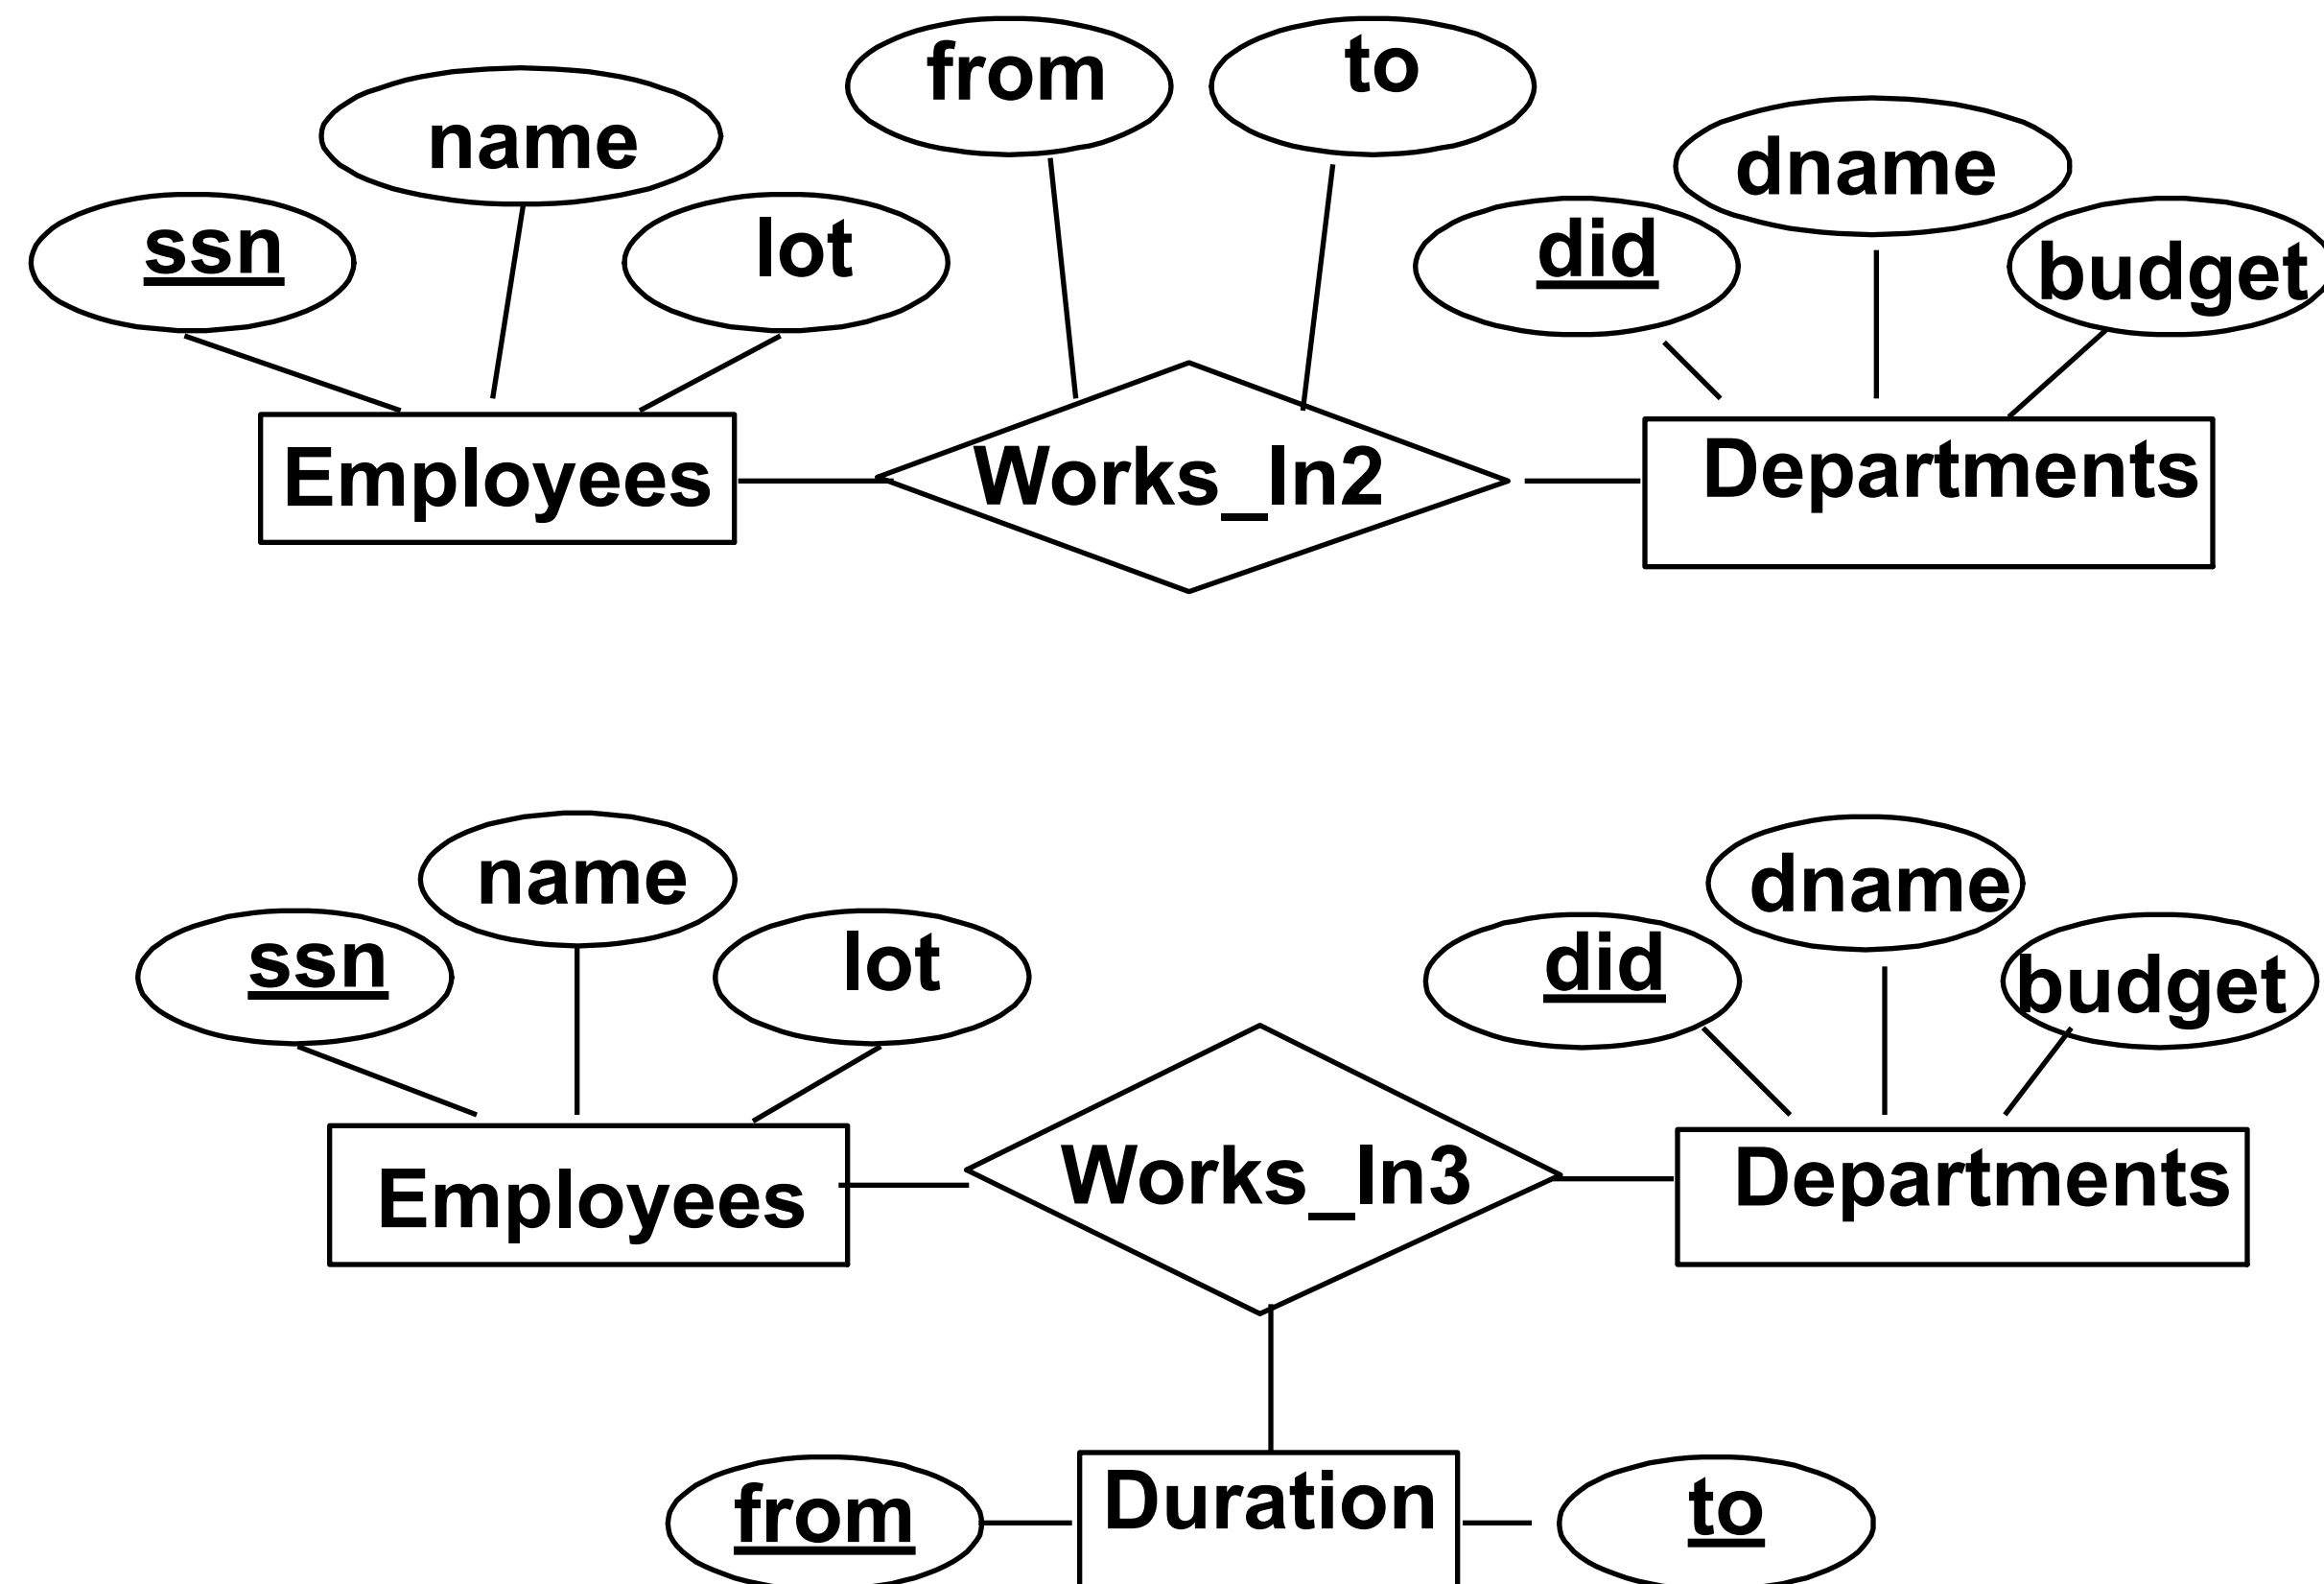 from to
name
dname
ssn lot did
budget
Employees Works_In2 Departments
name dname
ssn lot did budget
Employees Works_In3 Departments
from Duration to